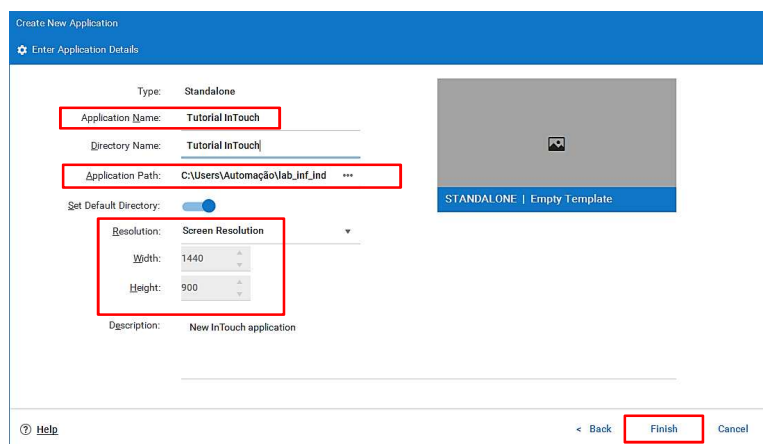 Create New Application
Enter Application Details
Type: Standalone
Application Name: Tutorial InTouch
Directory Name: Tutorial InTouch
Application Path: C:\Users\Automação\lab_inf_ind •••
Set Default Directory:
Resolution: Screen Resolution
Width: 1440
Height: 900
Description: New InTouch application
STANDALONE | Empty Template
? Help
< Back Finish Cancel